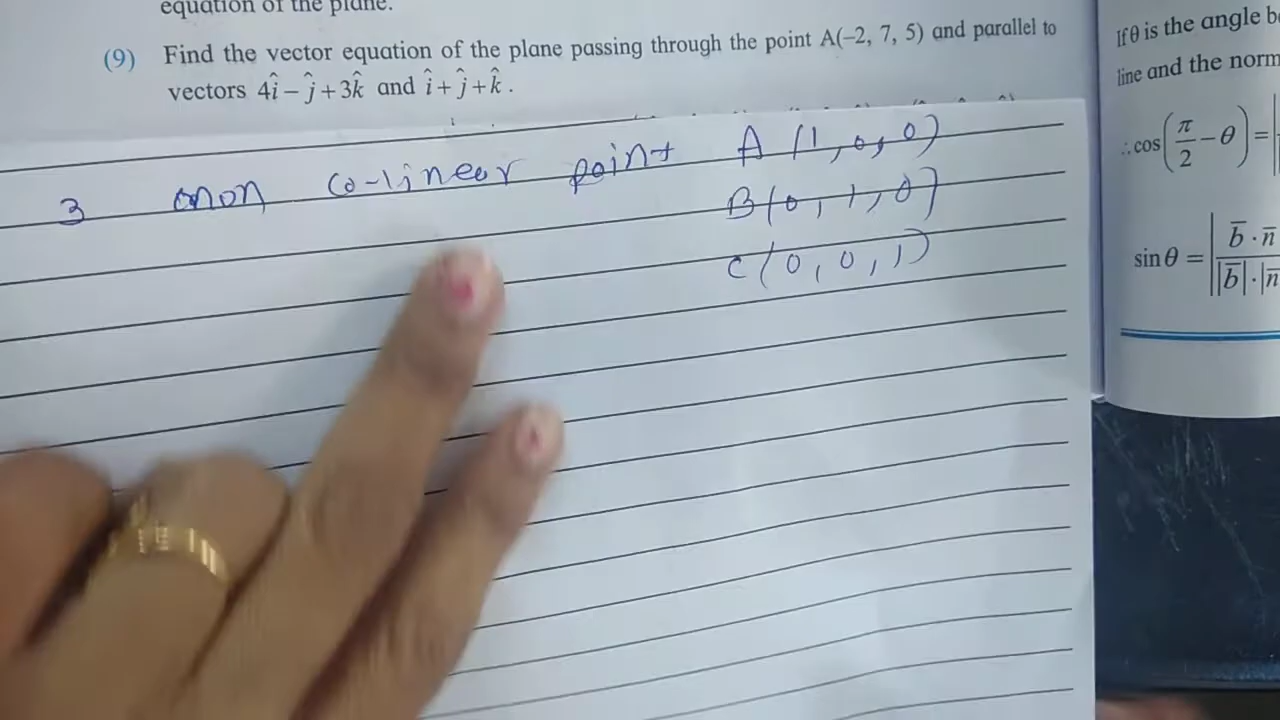 equation of the plane.
(9) Find the vector equation of the plane passing through the point A(−2, 7, 5) and parallel to
vectors 4î − ĵ + 3k̂ and î + ĵ + k̂ .
3 non co-lineer point A (1, 0, 0)
B (0, 1, 0)
C (0, 0, 1)
If θ is the angle
line and the norm
∴ cos(π/2 − θ) =
sin θ = | b̄ · n̄ / |b̄| · |n̄